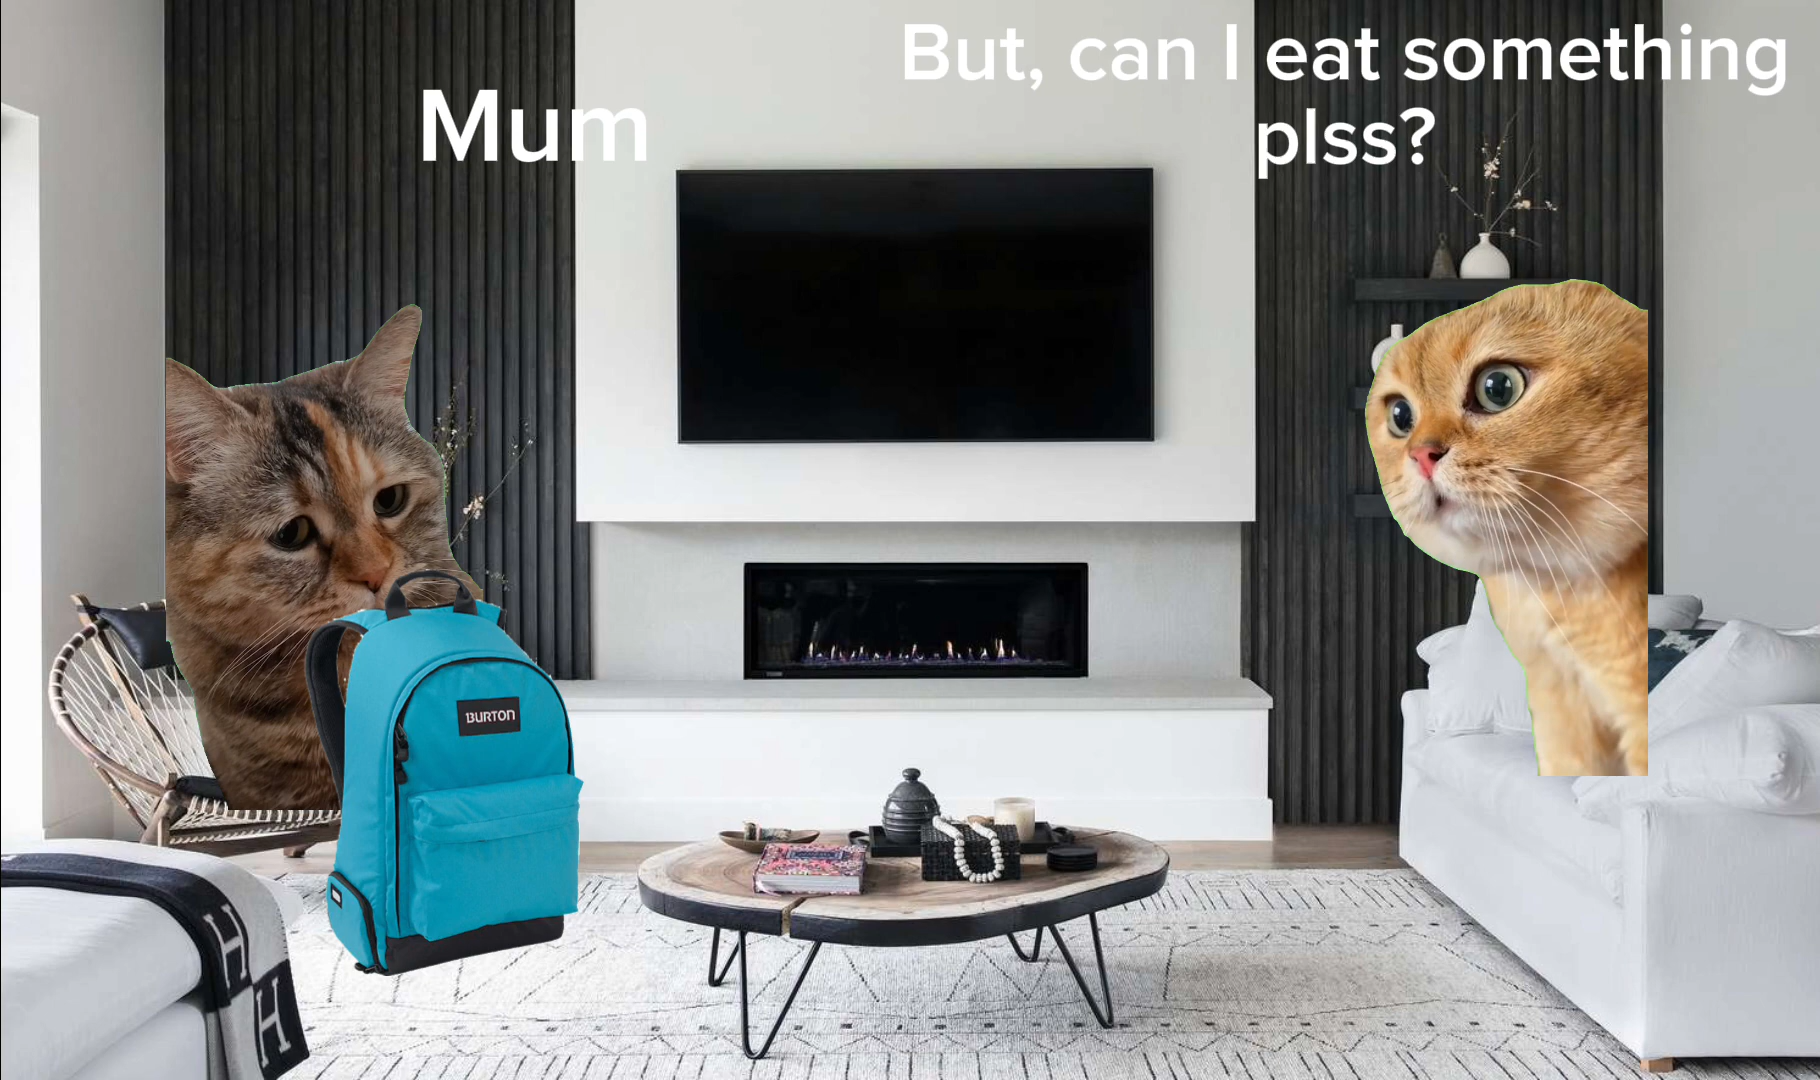 But, can I eat something
plss?
Mum
BURTON
H
H